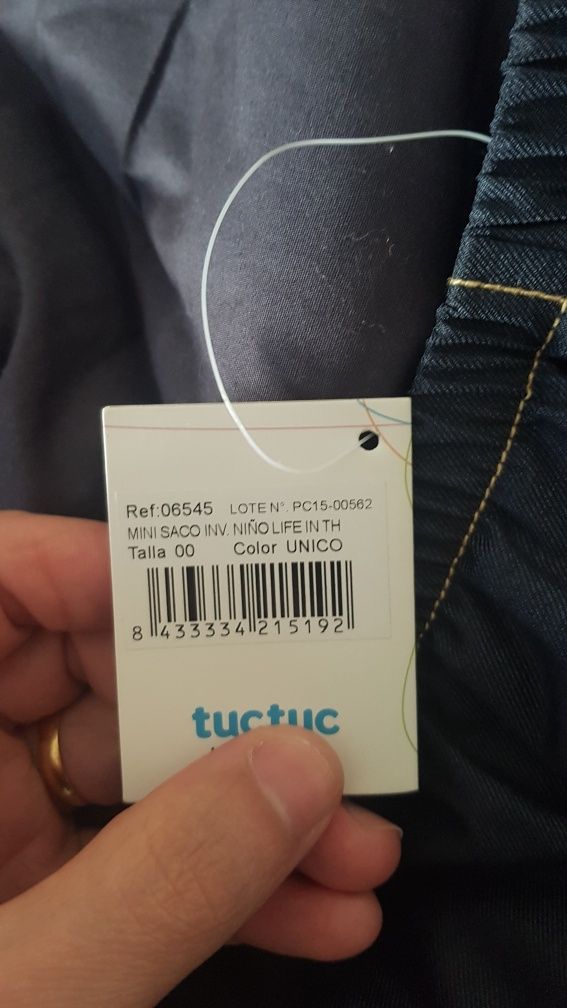 Ref:06545 LOTE N°. PC15-00562
MINI SACO INV. NIÑO LIFE IN TH
Talla 00 Color UNICO
8 433334 215192
tuctuc